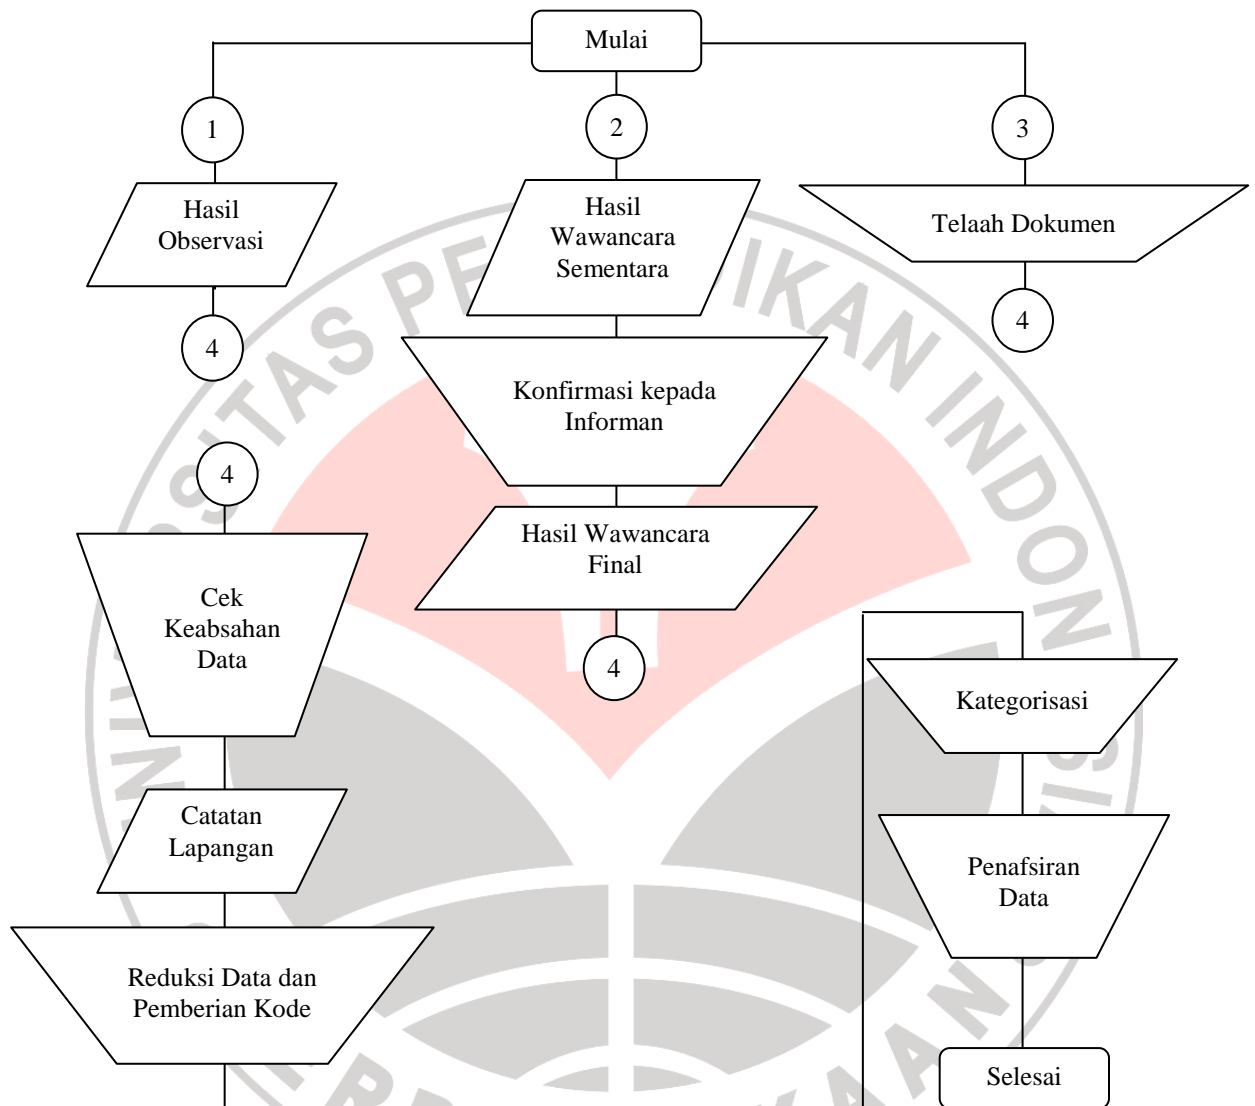 Mulai
1
2
3
Hasil
Observasi
Hasil
Wawancara
Sementara
Telaah Dokumen
4
4
Konfirmasi kepada
Informan
4
Hasil Wawancara
Final
Cek
Keabsahan
Data
4
Kategorisasi
Catatan
Lapangan
Penafsiran
Data
Reduksi Data dan
Pemberian Kode
Selesai